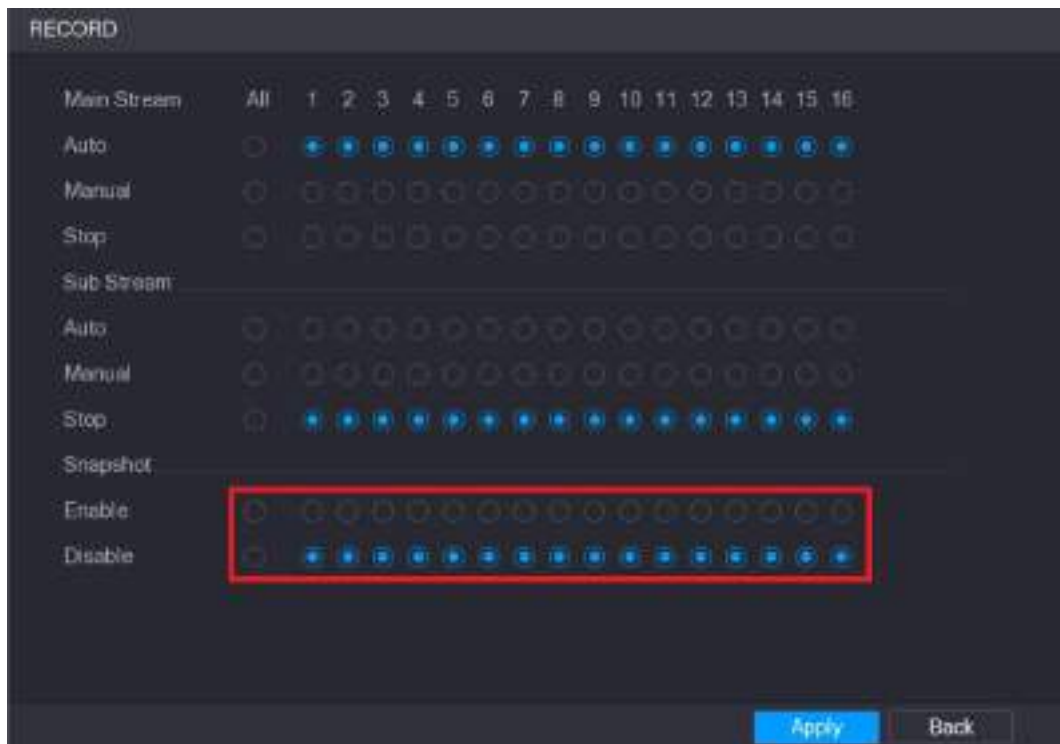 RECORD
Main Stream All 1 2 3 4 5 6 7 8 9 10 11 12 13 14 15 16
Auto
Manual
Stop
Sub Stream
Auto
Manual
Stop
Snapshot
Enable
Disable
Apply Back